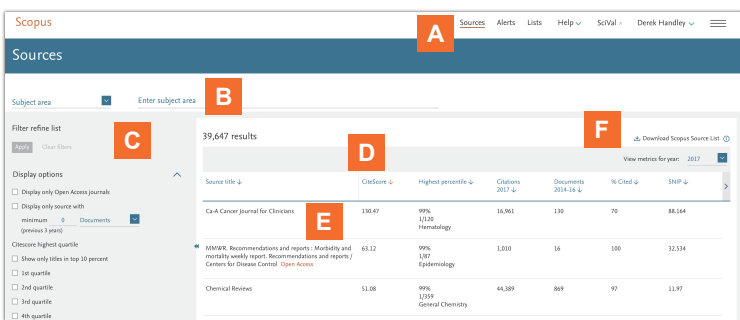 Scopus
A
Sources Alerts Lists Help SciVal » Derek Handley
Sources
Subject area Enter subject area
B
Filter refine list
Apply Clear filters
C
Display options
Display only Open Access journals
Display only source with
minimum 0 Documents
(previous 3 years)
Citescore highest quartile
Show only titles in top 10 percent
1st quartile
2nd quartile
3rd quartile
4th quartile
39,647 results
D
F
Download Scopus Source List
View metrics for year: 2017
Source title ↓ CiteScore ↓ Highest percentile ↓ Citations 2017 ↓ Documents 2014-16 ↓ % Cited ↓ SNIP ↓ >
E
Ca-A Cancer Journal for Clinicians 130.47 99% 16,961 130 70 88.164
1/120
Hematology
MMWR. Recommendations and reports : Morbidity and 63.12 99% 1,010 16 100 32.534
mortality weekly report. Recommendations and reports / 1/87
Centers for Disease Control Open Access Epidemiology
Chemical Reviews 51.08 99% 44,389 869 97 11.97
1/359
General Chemistry